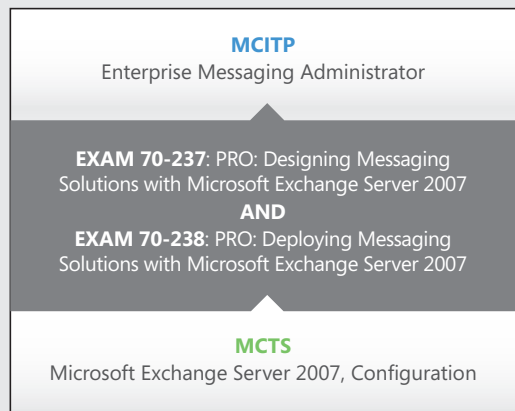 MCITP
Enterprise Messaging Administrator
EXAM 70-237: PRO: Designing Messaging
Solutions with Microsoft Exchange Server 2007
AND
EXAM 70-238: PRO: Deploying Messaging
Solutions with Microsoft Exchange Server 2007
MCTS
Microsoft Exchange Server 2007, Configuration